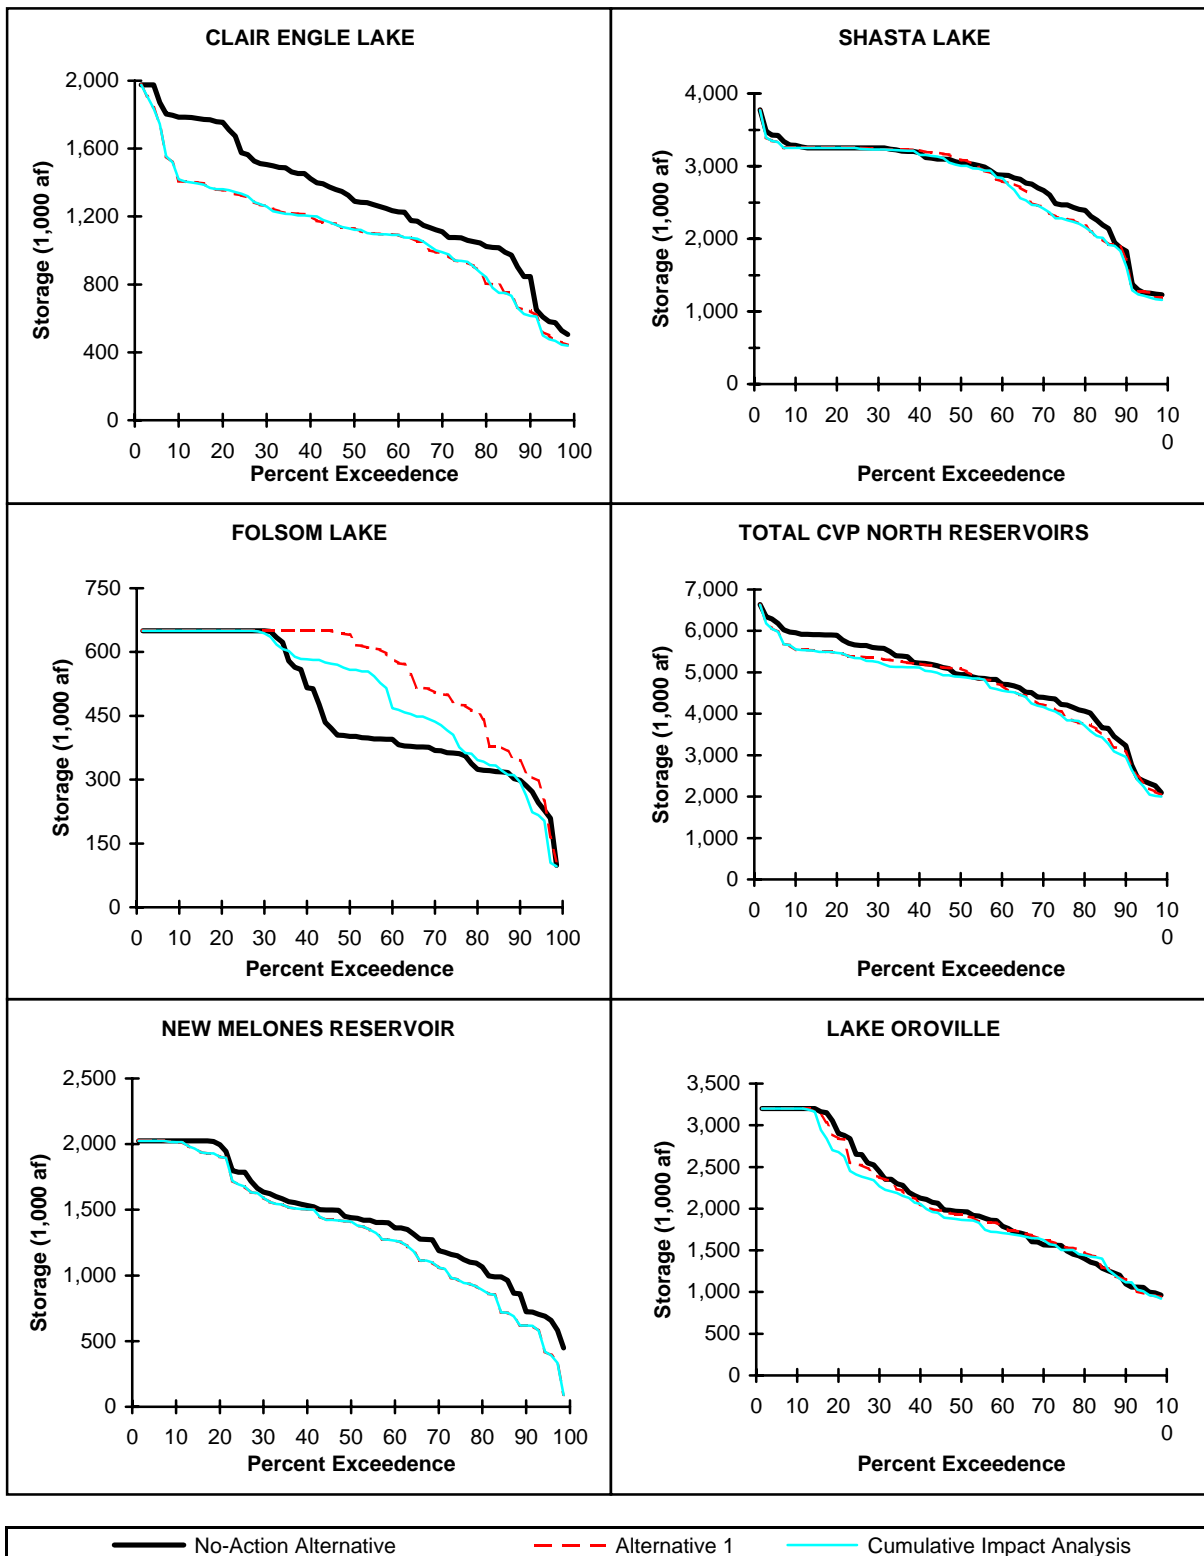 CLAIR ENGLE LAKE
Storage (1,000 af)
2,000
1,600
1,200
800
400
0
0 10 20 30 40 50 60 70 80 90 100
Percent Exceedence
SHASTA LAKE
Storage (1,000 af)
4,000
3,000
2,000
1,000
0
0 10 20 30 40 50 60 70 80 90 10
0
Percent Exceedence
FOLSOM LAKE
Storage (1,000 af)
750
600
450
300
150
0
0 10 20 30 40 50 60 70 80 90 100
Percent Exceedence
TOTAL CVP NORTH RESERVOIRS
Storage (1,000 af)
7,000
6,000
5,000
4,000
3,000
2,000
1,000
0
0 10 20 30 40 50 60 70 80 90 10
0
Percent Exceedence
NEW MELONES RESERVOIR
Storage (1,000 af)
2,500
2,000
1,500
1,000
500
0
0 10 20 30 40 50 60 70 80 90 100
Percent Exceedence
LAKE OROVILLE
Storage (1,000 af)
3,500
3,000
2,500
2,000
1,500
1,000
500
0
0 10 20 30 40 50 60 70 80 90 10
0
Percent Exceedence
No-Action Alternative Alternative 1 Cumulative Impact Analysis